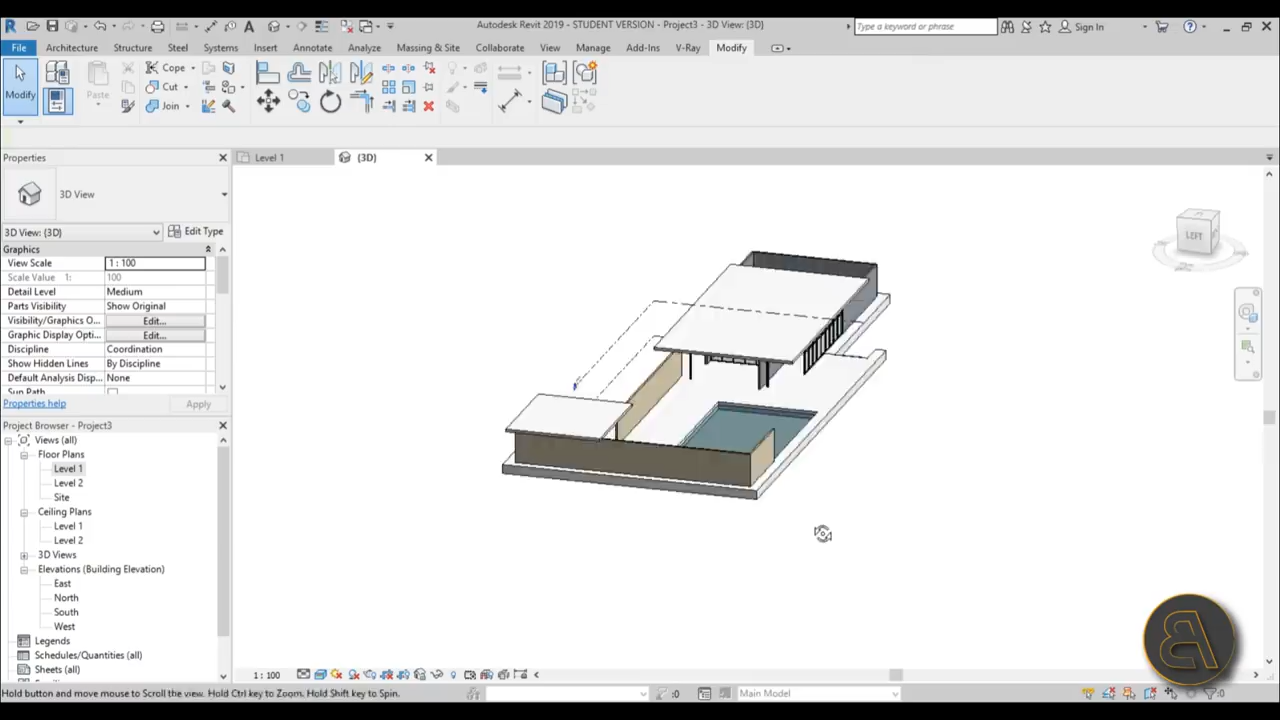 Autodesk Revit 2019 - STUDENT VERSION - Project3 - 3D View: {3D}
Type a keyword or phrase
Sign In
File Architecture Structure Steel Systems Insert Annotate Analyze Massing & Site Collaborate View Manage Add-Ins V-Ray Modify
Modify
Paste
Cope
Cut
Join
Properties
Level 1
{3D}
3D View
3D View: {3D}
Edit Type
Graphics
View Scale 1 : 100
Scale Value 1: 100
Detail Level Medium
Parts Visibility Show Original
Visibility/Graphics O... Edit...
Graphic Display Opti... Edit...
Discipline Coordination
Show Hidden Lines By Discipline
Default Analysis Disp... None
Sun Path
Properties help
Apply
Project Browser - Project3
Views (all)
Floor Plans
Level 1
Level 2
Site
Ceiling Plans
Level 1
Level 2
3D Views
Elevations (Building Elevation)
East
North
South
West
Legends
Schedules/Quantities (all)
Sheets (all)
LEFT
1 : 100
Hold button and move mouse to Scroll the view. Hold Ctrl key to Zoom. Hold Shift key to Spin.
:0
Main Model
:0